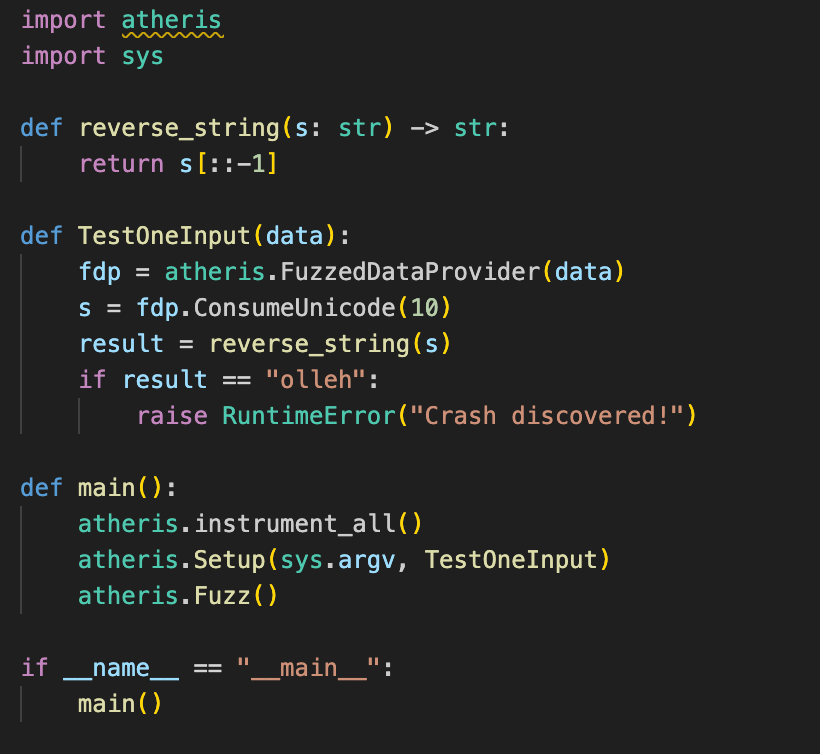 import atheris
import sys
def reverse_string(s: str) -> str:
    return s[::-1]
def TestOneInput(data):
    fdp = atheris.FuzzedDataProvider(data)
    s = fdp.ConsumeUnicode(10)
    result = reverse_string(s)
    if result == "olleh":
        raise RuntimeError("Crash discovered!")
def main():
    atheris.instrument_all()
    atheris.Setup(sys.argv, TestOneInput)
    atheris.Fuzz()
if __name__ == "__main__":
    main()